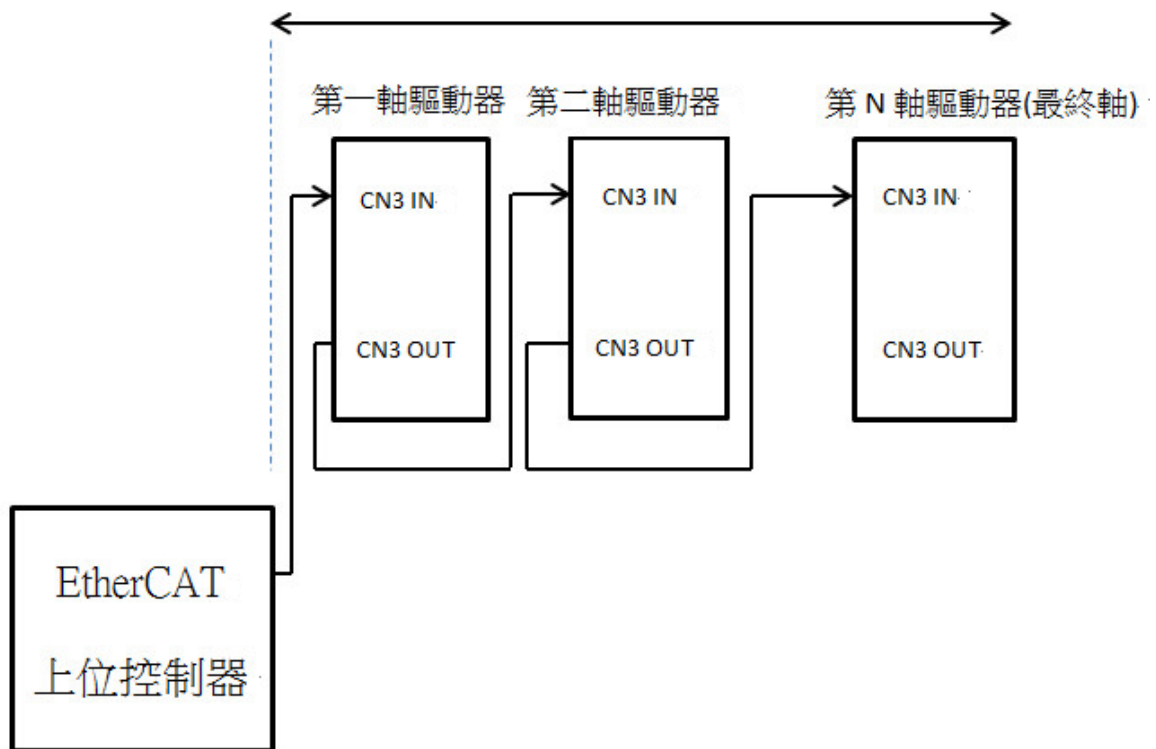 第一軸驅動器
第二軸驅動器
第 N 軸驅動器(最終軸)
CN3 IN
CN3 IN
CN3 IN
CN3 OUT
CN3 OUT
CN3 OUT
EtherCAT
上位控制器